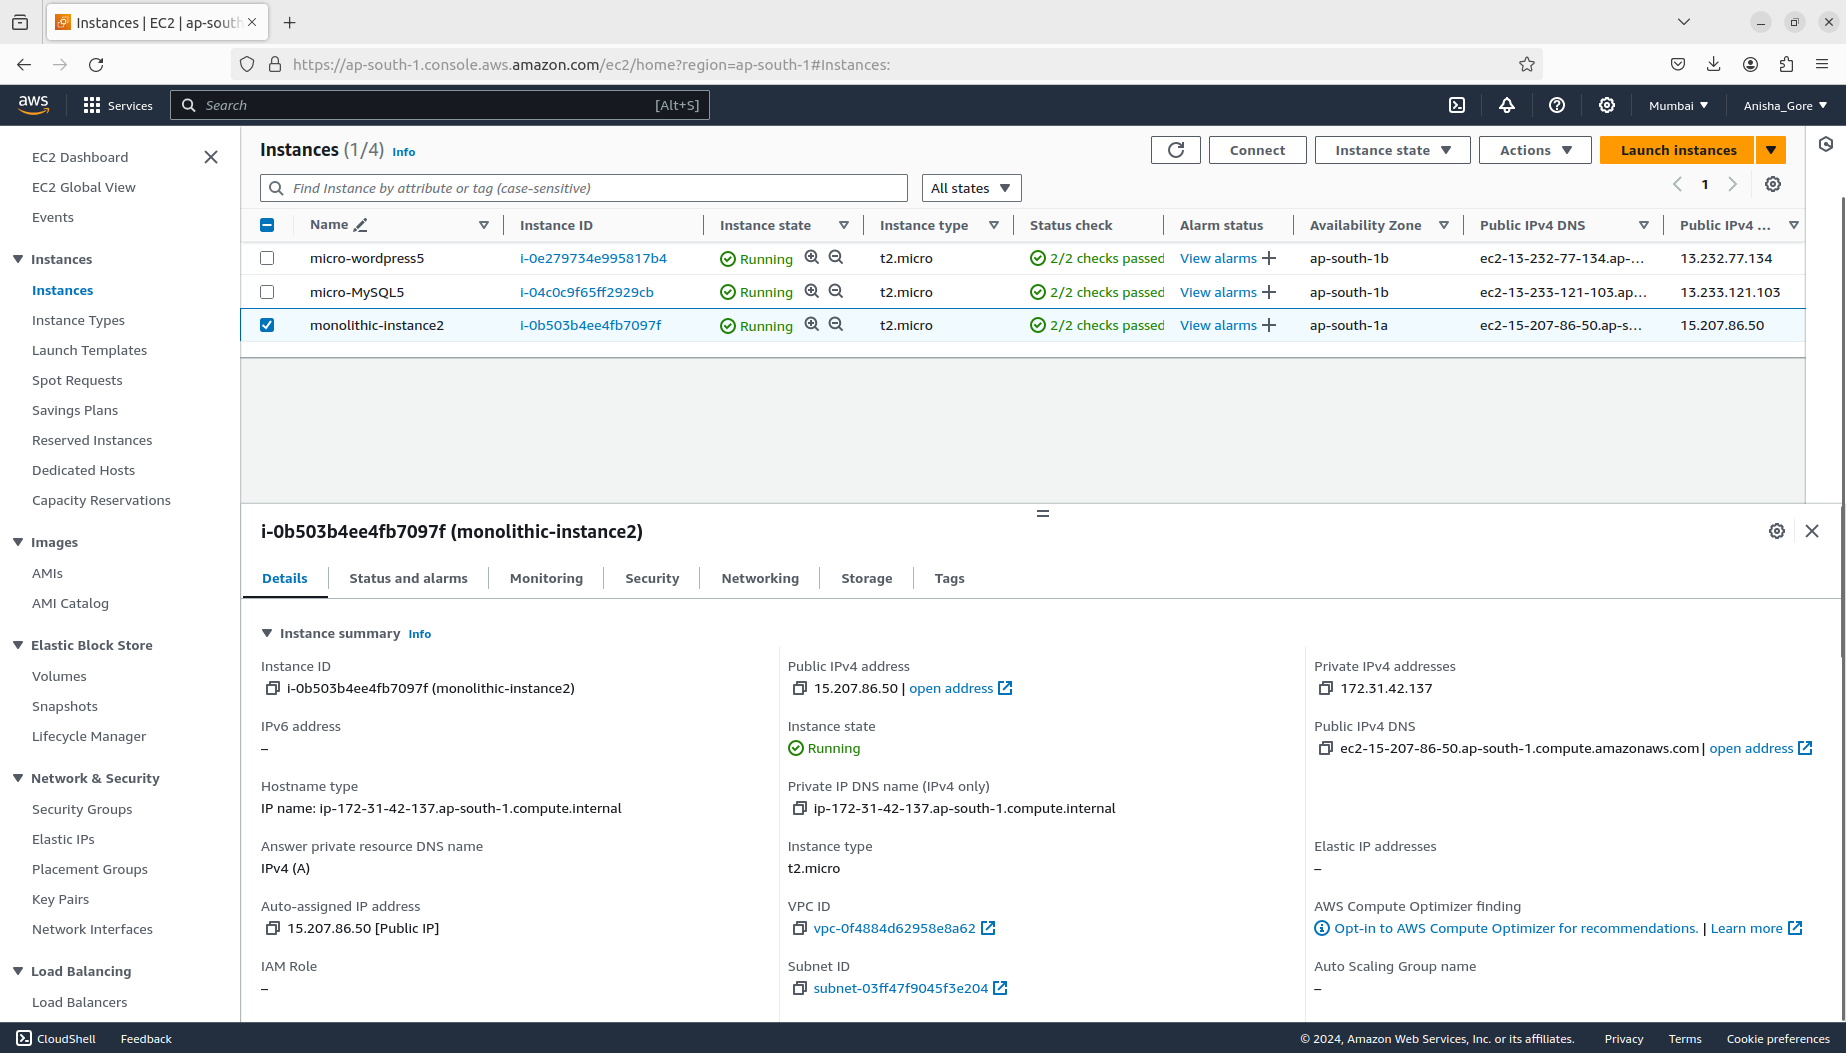 Instances | EC2 | ap-south
https://ap-south-1.console.aws.amazon.com/ec2/home?region=ap-south-1#Instances:
aws Services Search [Alt+S] Mumbai Anisha_Gore
EC2 Dashboard
EC2 Global View
Events
Instances
Instances
Instance Types
Launch Templates
Spot Requests
Savings Plans
Reserved Instances
Dedicated Hosts
Capacity Reservations
Images
AMIs
AMI Catalog
Elastic Block Store
Volumes
Snapshots
Lifecycle Manager
Network & Security
Security Groups
Elastic IPs
Placement Groups
Key Pairs
Network Interfaces
Load Balancing
Load Balancers
Instances (1/4) Info Connect Instance state Actions Launch instances
Find Instance by attribute or tag (case-sensitive) All states 1
Name Instance ID Instance state Instance type Status check Alarm status Availability Zone Public IPv4 DNS Public IPv4 ...
micro-wordpress5 i-0e279734e995817b4 Running t2.micro 2/2 checks passed View alarms ap-south-1b ec2-13-232-77-134.ap-... 13.232.77.134
micro-MySQL5 i-04c0c9f65ff2929cb Running t2.micro 2/2 checks passed View alarms ap-south-1b ec2-13-233-121-103.ap... 13.233.121.103
monolithic-instance2 i-0b503b4ee4fb7097f Running t2.micro 2/2 checks passed View alarms ap-south-1a ec2-15-207-86-50.ap-s... 15.207.86.50
i-0b503b4ee4fb7097f (monolithic-instance2)
Details Status and alarms Monitoring Security Networking Storage Tags
Instance summary Info
Instance ID Public IPv4 address Private IPv4 addresses
i-0b503b4ee4fb7097f (monolithic-instance2) 15.207.86.50 | open address 172.31.42.137
IPv6 address Instance state Public IPv4 DNS
– Running ec2-15-207-86-50.ap-south-1.compute.amazonaws.com | open address
Hostname type Private IP DNS name (IPv4 only)
IP name: ip-172-31-42-137.ap-south-1.compute.internal ip-172-31-42-137.ap-south-1.compute.internal
Answer private resource DNS name Instance type Elastic IP addresses
IPv4 (A) t2.micro –
Auto-assigned IP address VPC ID AWS Compute Optimizer finding
15.207.86.50 [Public IP] vpc-0f4884d62958e8a62 Opt-in to AWS Compute Optimizer for recommendations. | Learn more
IAM Role Subnet ID Auto Scaling Group name
– subnet-03ff47f9045f3e204 –
CloudShell Feedback © 2024, Amazon Web Services, Inc. or its affiliates. Privacy Terms Cookie preferences